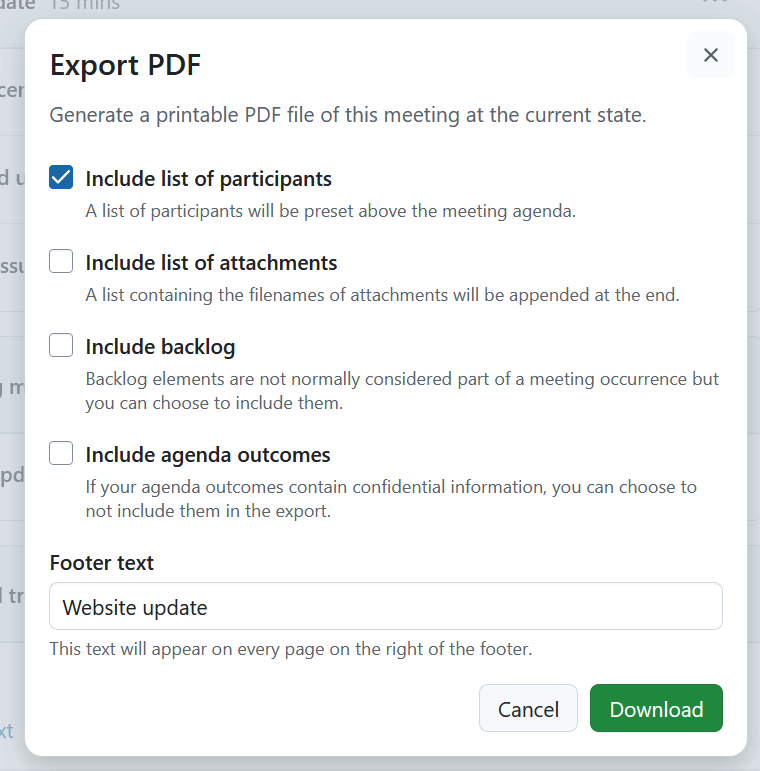 15 mins
Export PDF
Generate a printable PDF file of this meeting at the current state.
Include list of participants
A list of participants will be preset above the meeting agenda.
Include list of attachments
A list containing the filenames of attachments will be appended at the end.
Include backlog
Backlog elements are not normally considered part of a meeting occurrence but
you can choose to include them.
Include agenda outcomes
If your agenda outcomes contain confidential information, you can choose to
not include them in the export.
Footer text
Website update
This text will appear on every page on the right of the footer.
Cancel
Download